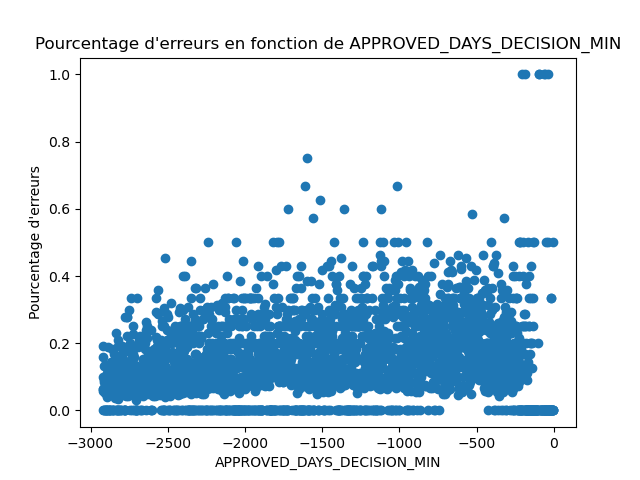 Pourcentage d'erreurs en fonction de APPROVED_DAYS_DECISION_MIN
1.0
0.8
0.6
0.4
0.2
0.0
Pourcentage d'erreurs
−3000 −2500 −2000 −1500 −1000 −500 0
APPROVED_DAYS_DECISION_MIN